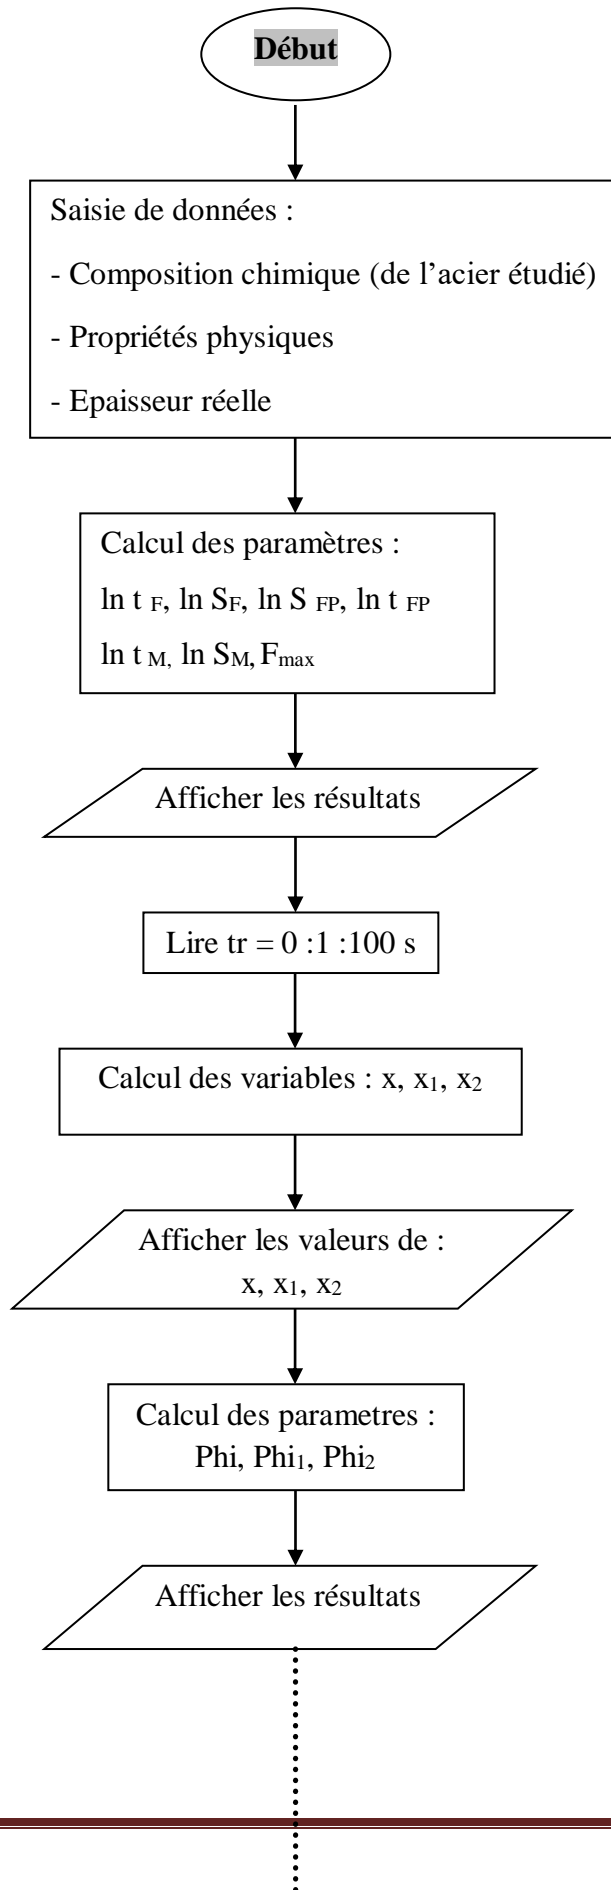 Début
Saisie de données :
- Composition chimique (de l’acier étudié)
- Propriétés physiques
- Epaisseur réelle
Calcul des paramètres :
ln t F, ln SF, ln S FP, ln t FP
ln t M, ln SM, Fmax
Afficher les résultats
Lire tr = 0 :1 :100 s
Calcul des variables : x, x1, x2
Afficher les valeurs de :
x, x1, x2
Calcul des parametres :
Phi, Phi1, Phi2
Afficher les résultats